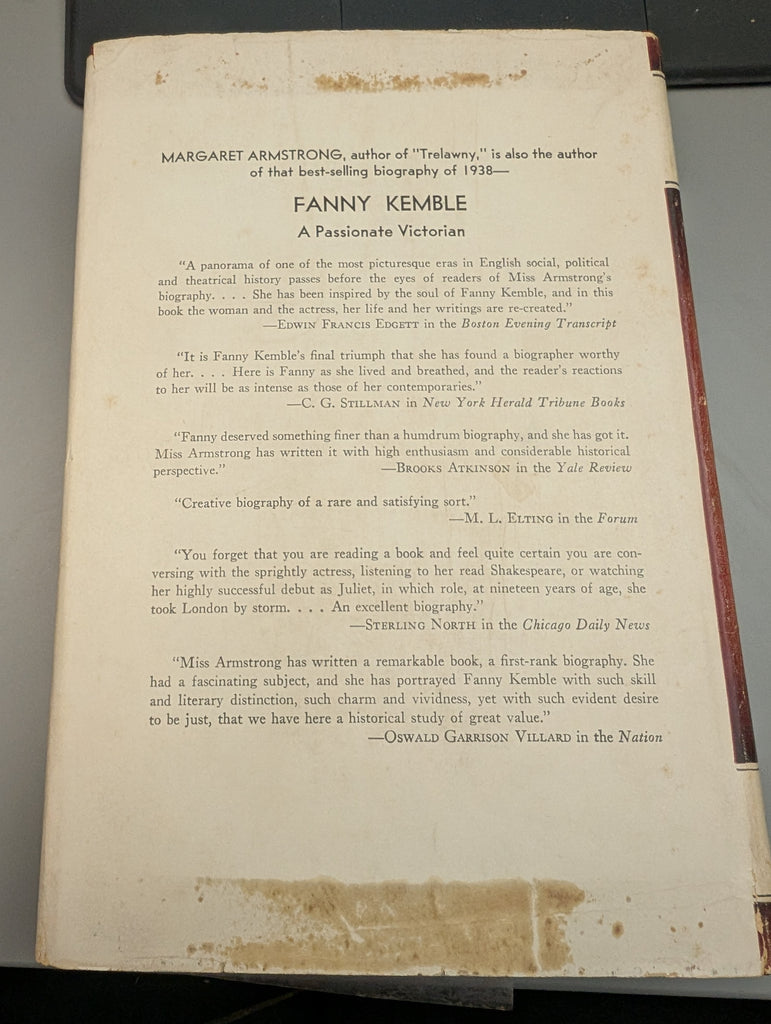 MARGARET ARMSTRONG, author of "Trelawny," is also the author
of that best-selling biography of 1938—
FANNY KEMBLE
A Passionate Victorian
"A panorama of one of the most picturesque eras in English social, political
and theatrical history passes before the eyes of readers of Miss Armstrong's
biography. . . . She has been inspired by the soul of Fanny Kemble, and in this
book the woman and the actress, her life and her writings are re-created."
—EDWIN FRANCIS EDGETT in the Boston Evening Transcript
"It is Fanny Kemble's final triumph that she has found a biographer worthy
of her. . . . Here is Fanny as she lived and breathed, and the reader's reactions
to her will be as intense as those of her contemporaries."
—C. G. STILLMAN in New York Herald Tribune Books
"Fanny deserved something finer than a humdrum biography, and she has got it.
Miss Armstrong has written it with high enthusiasm and considerable historical
perspective." —BROOKS ATKINSON in the Yale Review
"Creative biography of a rare and satisfying sort."
—M. L. ELTING in the Forum
"You forget that you are reading a book and feel quite certain you are con-
versing with the sprightly actress, listening to her read Shakespeare, or watching
her highly successful debut as Juliet, in which role, at nineteen years of age, she
took London by storm. . . . An excellent biography."
—STERLING NORTH in the Chicago Daily News
"Miss Armstrong has written a remarkable book, a first-rank biography. She
had a fascinating subject, and she has portrayed Fanny Kemble with such skill
and literary distinction, such charm and vividness, yet with such evident desire
to be just, that we have here a historical study of great value."
—OSWALD GARRISON VILLARD in the Nation